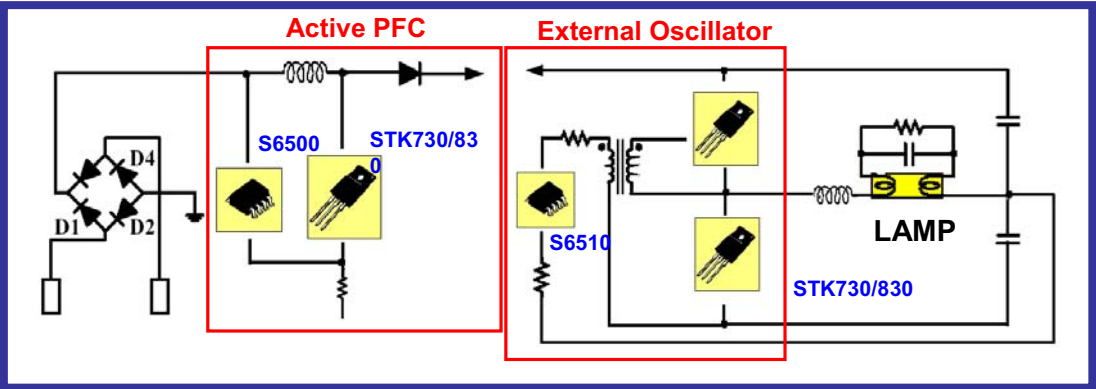 Active PFC
External Oscillator
S6500
STK730/83
0
D4
D1
D2
S6510
LAMP
STK730/830